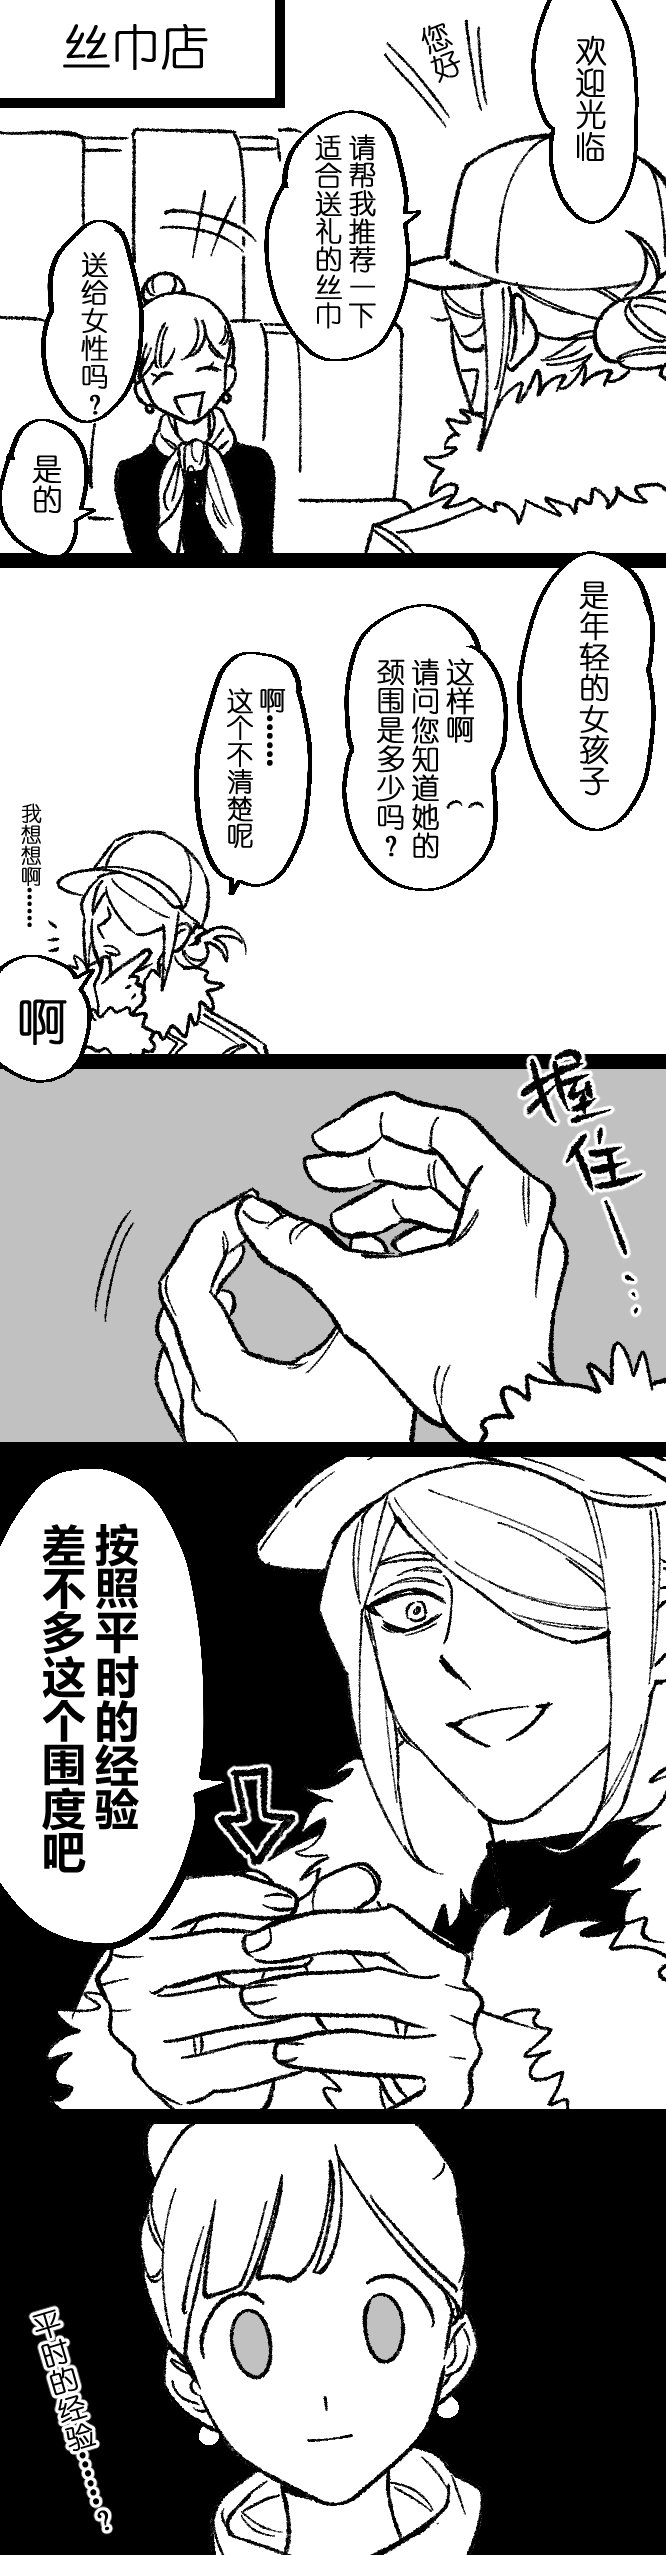 丝巾店
欢迎光临
您好
请帮我推荐一下
适合送礼的丝巾
送给女性吗？
是的
是年轻的女孩子
这样啊
请问您知道她的
颈围是多少吗？
啊……
这个不清楚呢
我想想啊……
啊
握住—…
按照平时的经验
差不多这个围度吧
平时的经验……？